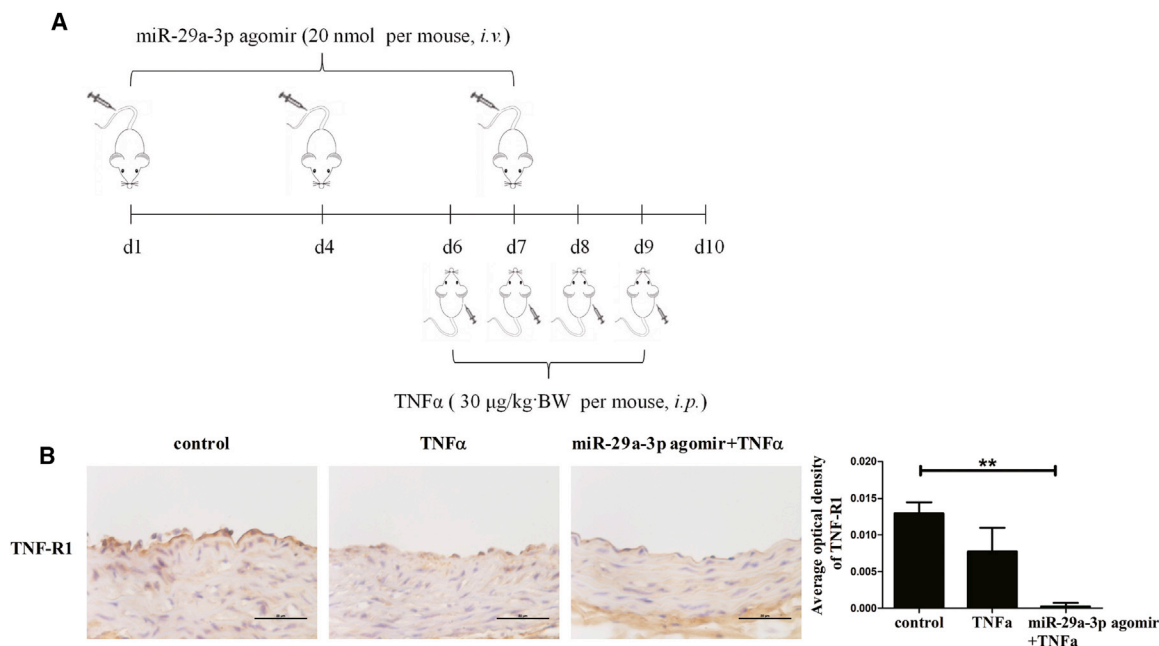 A
miR-29a-3p agomir (20 nmol per mouse, i.v.)
d1 d4 d6 d7 d8 d9 d10
TNFα ( 30 μg/kg·BW per mouse, i.p.)
B
control TNFα miR-29a-3p agomir+TNFα
TNF-R1
Average optical density
of TNF-R1
0.020
0.015
0.010
0.005
0.000
**
control TNFa miR-29a-3p agomir
+TNFa